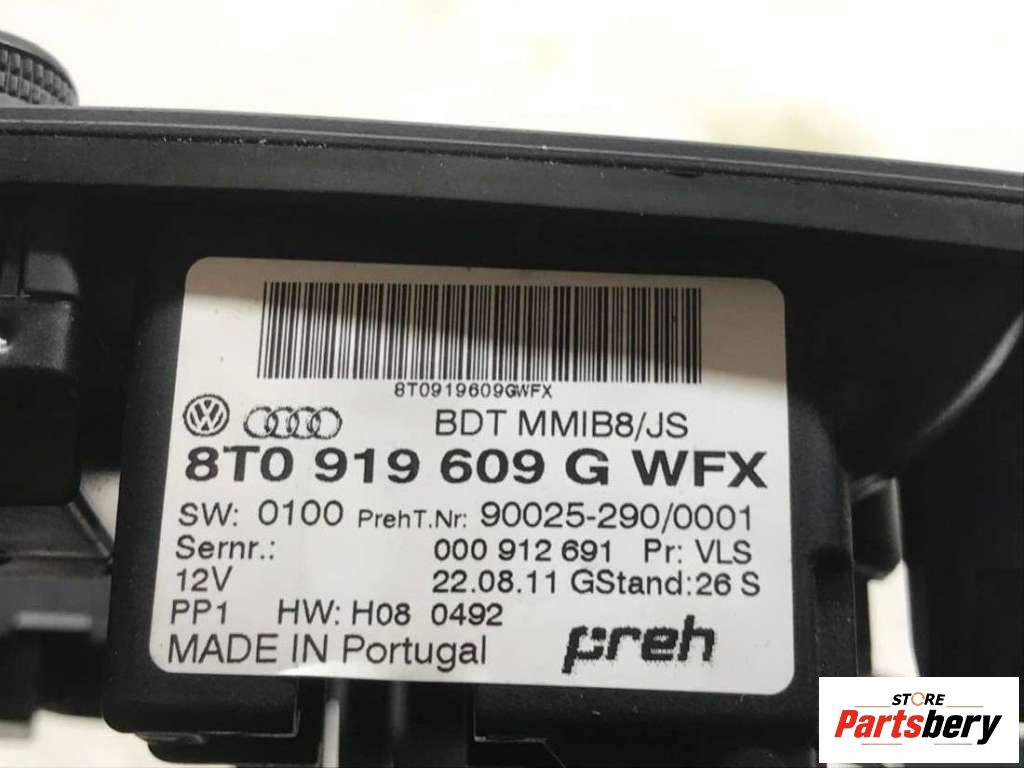 8T0919609GWFX
BDT MMIB8/JS
8T0 919 609 G WFX
SW: 0100 PrehT.Nr: 90025-290/0001
Sernr.: 000 912 691 Pr: VLS
12V 22.08.11 GStand:26 S
PP1 HW: H08 0492
MADE IN Portugal preh
STORE
Partsbery